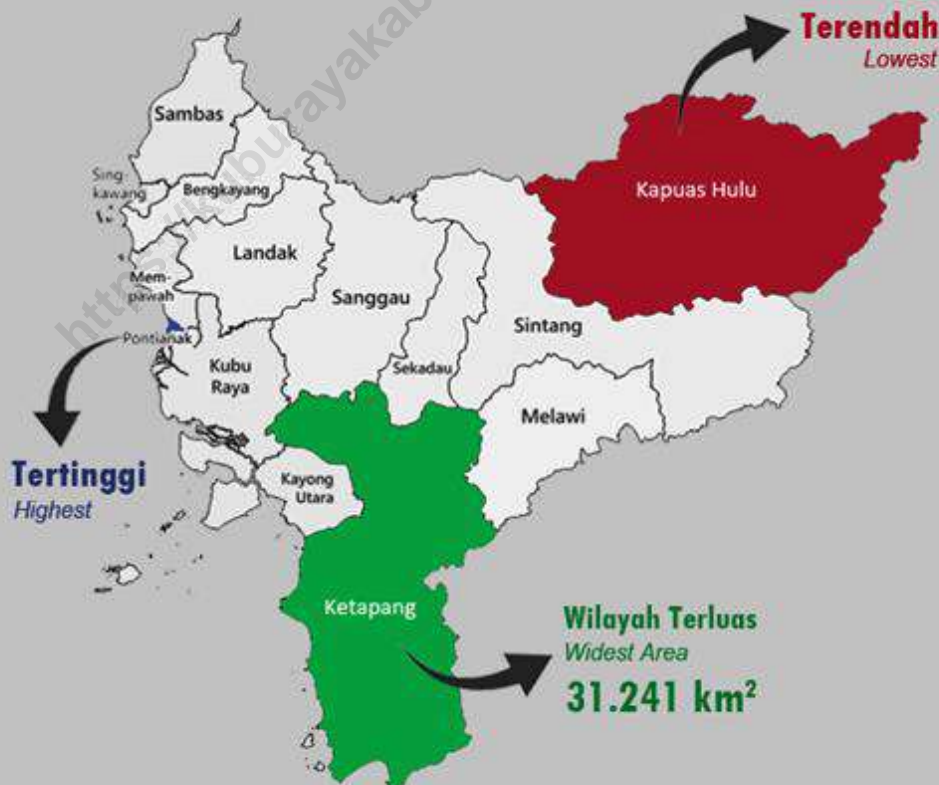 Terendah
Lowest
Sambas
Sing-
kawang
Bengkayang
Kapuas Hulu
Landak
Mem-
pawah
Sanggau
Sintang
Pontianak
Kubu
Raya
Sekadau
Melawi
Tertinggi
Highest
Kayong
Utara
Ketapang
Wilayah Terluas
Widest Area
31.241 km²